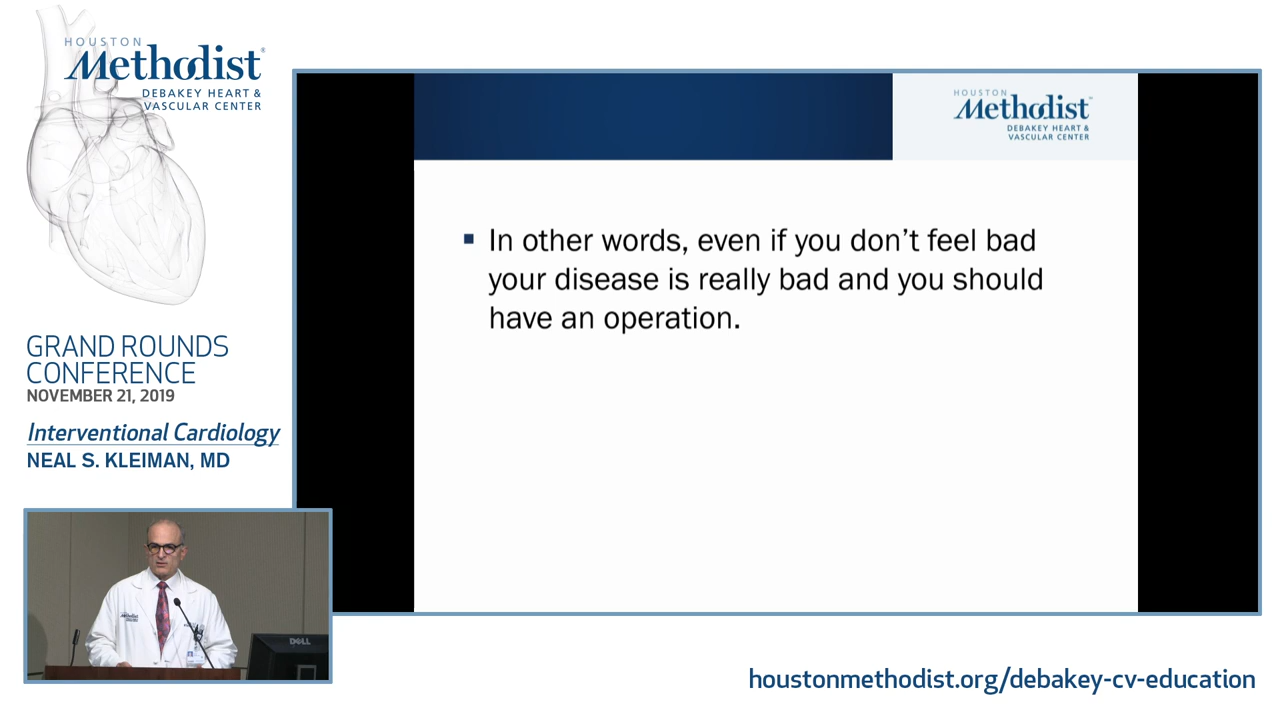 HOUSTON
Methodist
DEBAKEY HEART &
VASCULAR CENTER
GRAND ROUNDS
CONFERENCE
NOVEMBER 21, 2019
Interventional Cardiology
NEAL S. KLEIMAN, MD
HOUSTON
Methodist
DEBAKEY HEART &
VASCULAR CENTER
In other words, even if you don’t feel bad
your disease is really bad and you should
have an operation.
Methodist
DELL
houstonmethodist.org/debakey-cv-education